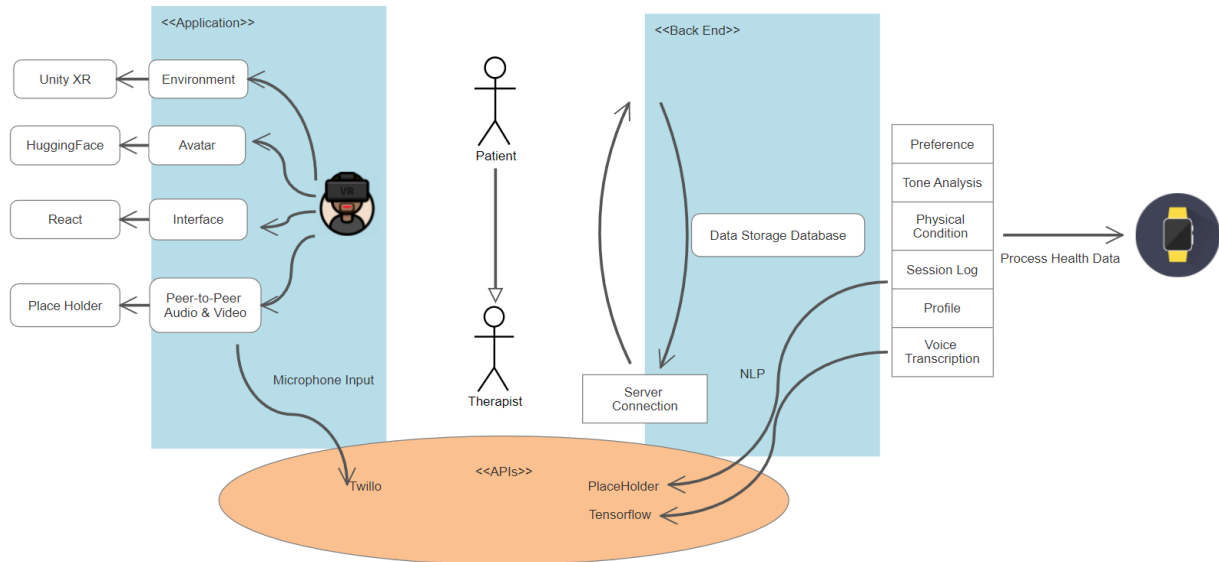 <<Application>>
Unity XR
Environment
HuggingFace
Avatar
VR
React
Interface
Place Holder
Peer-to-Peer
Audio & Video
Microphone Input
Patient
Therapist
<<Back End>>
Data Storage Database
Server
Connection
Preference
Tone Analysis
Physical
Condition
Session Log
Profile
Voice
Transcription
Process Health Data
NLP
<<APIs>>
Twillo
PlaceHolder
Tensorflow